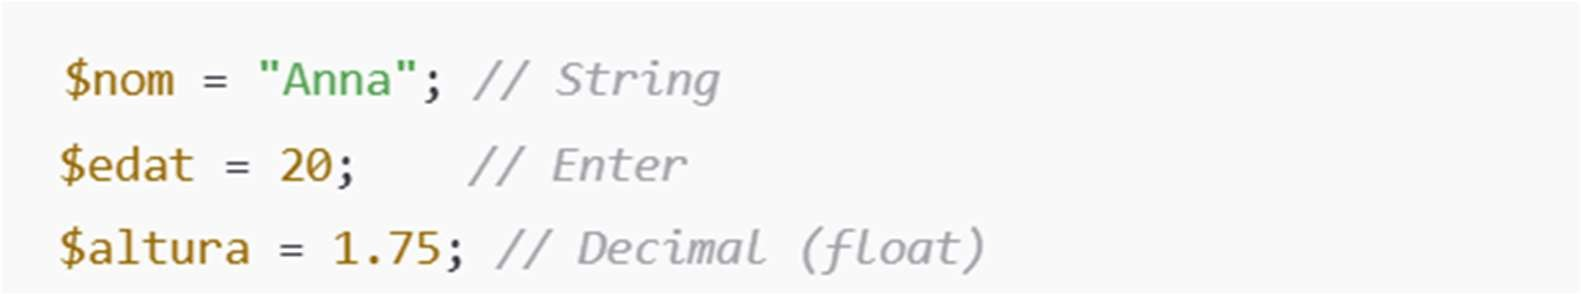 $nom = "Anna"; // String
$edat = 20;    // Enter
$altura = 1.75; // Decimal (float)